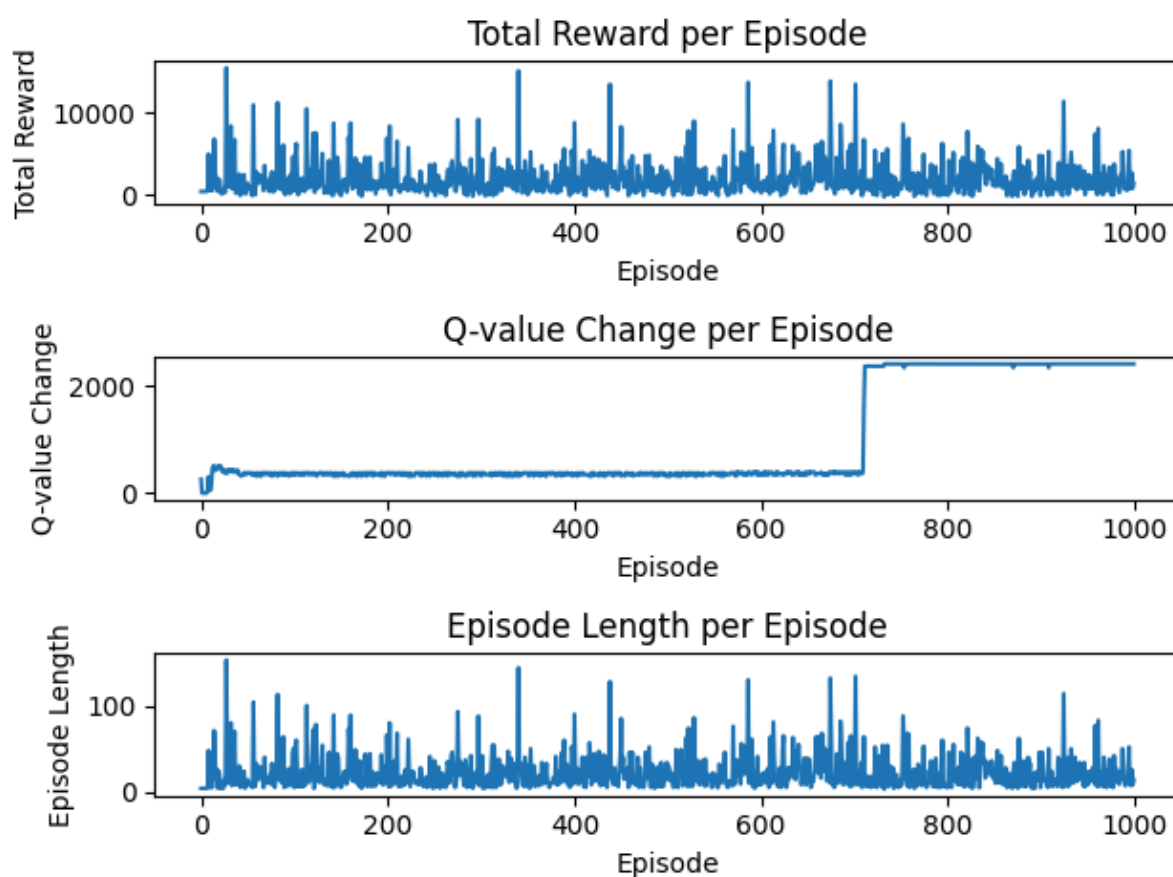 Total Reward per Episode
Total Reward
10000
0
0 200 400 600 800 1000
Episode
Q-value Change per Episode
Q-value Change
2000
0
0 200 400 600 800 1000
Episode
Episode Length per Episode
Episode Length
100
0
0 200 400 600 800 1000
Episode